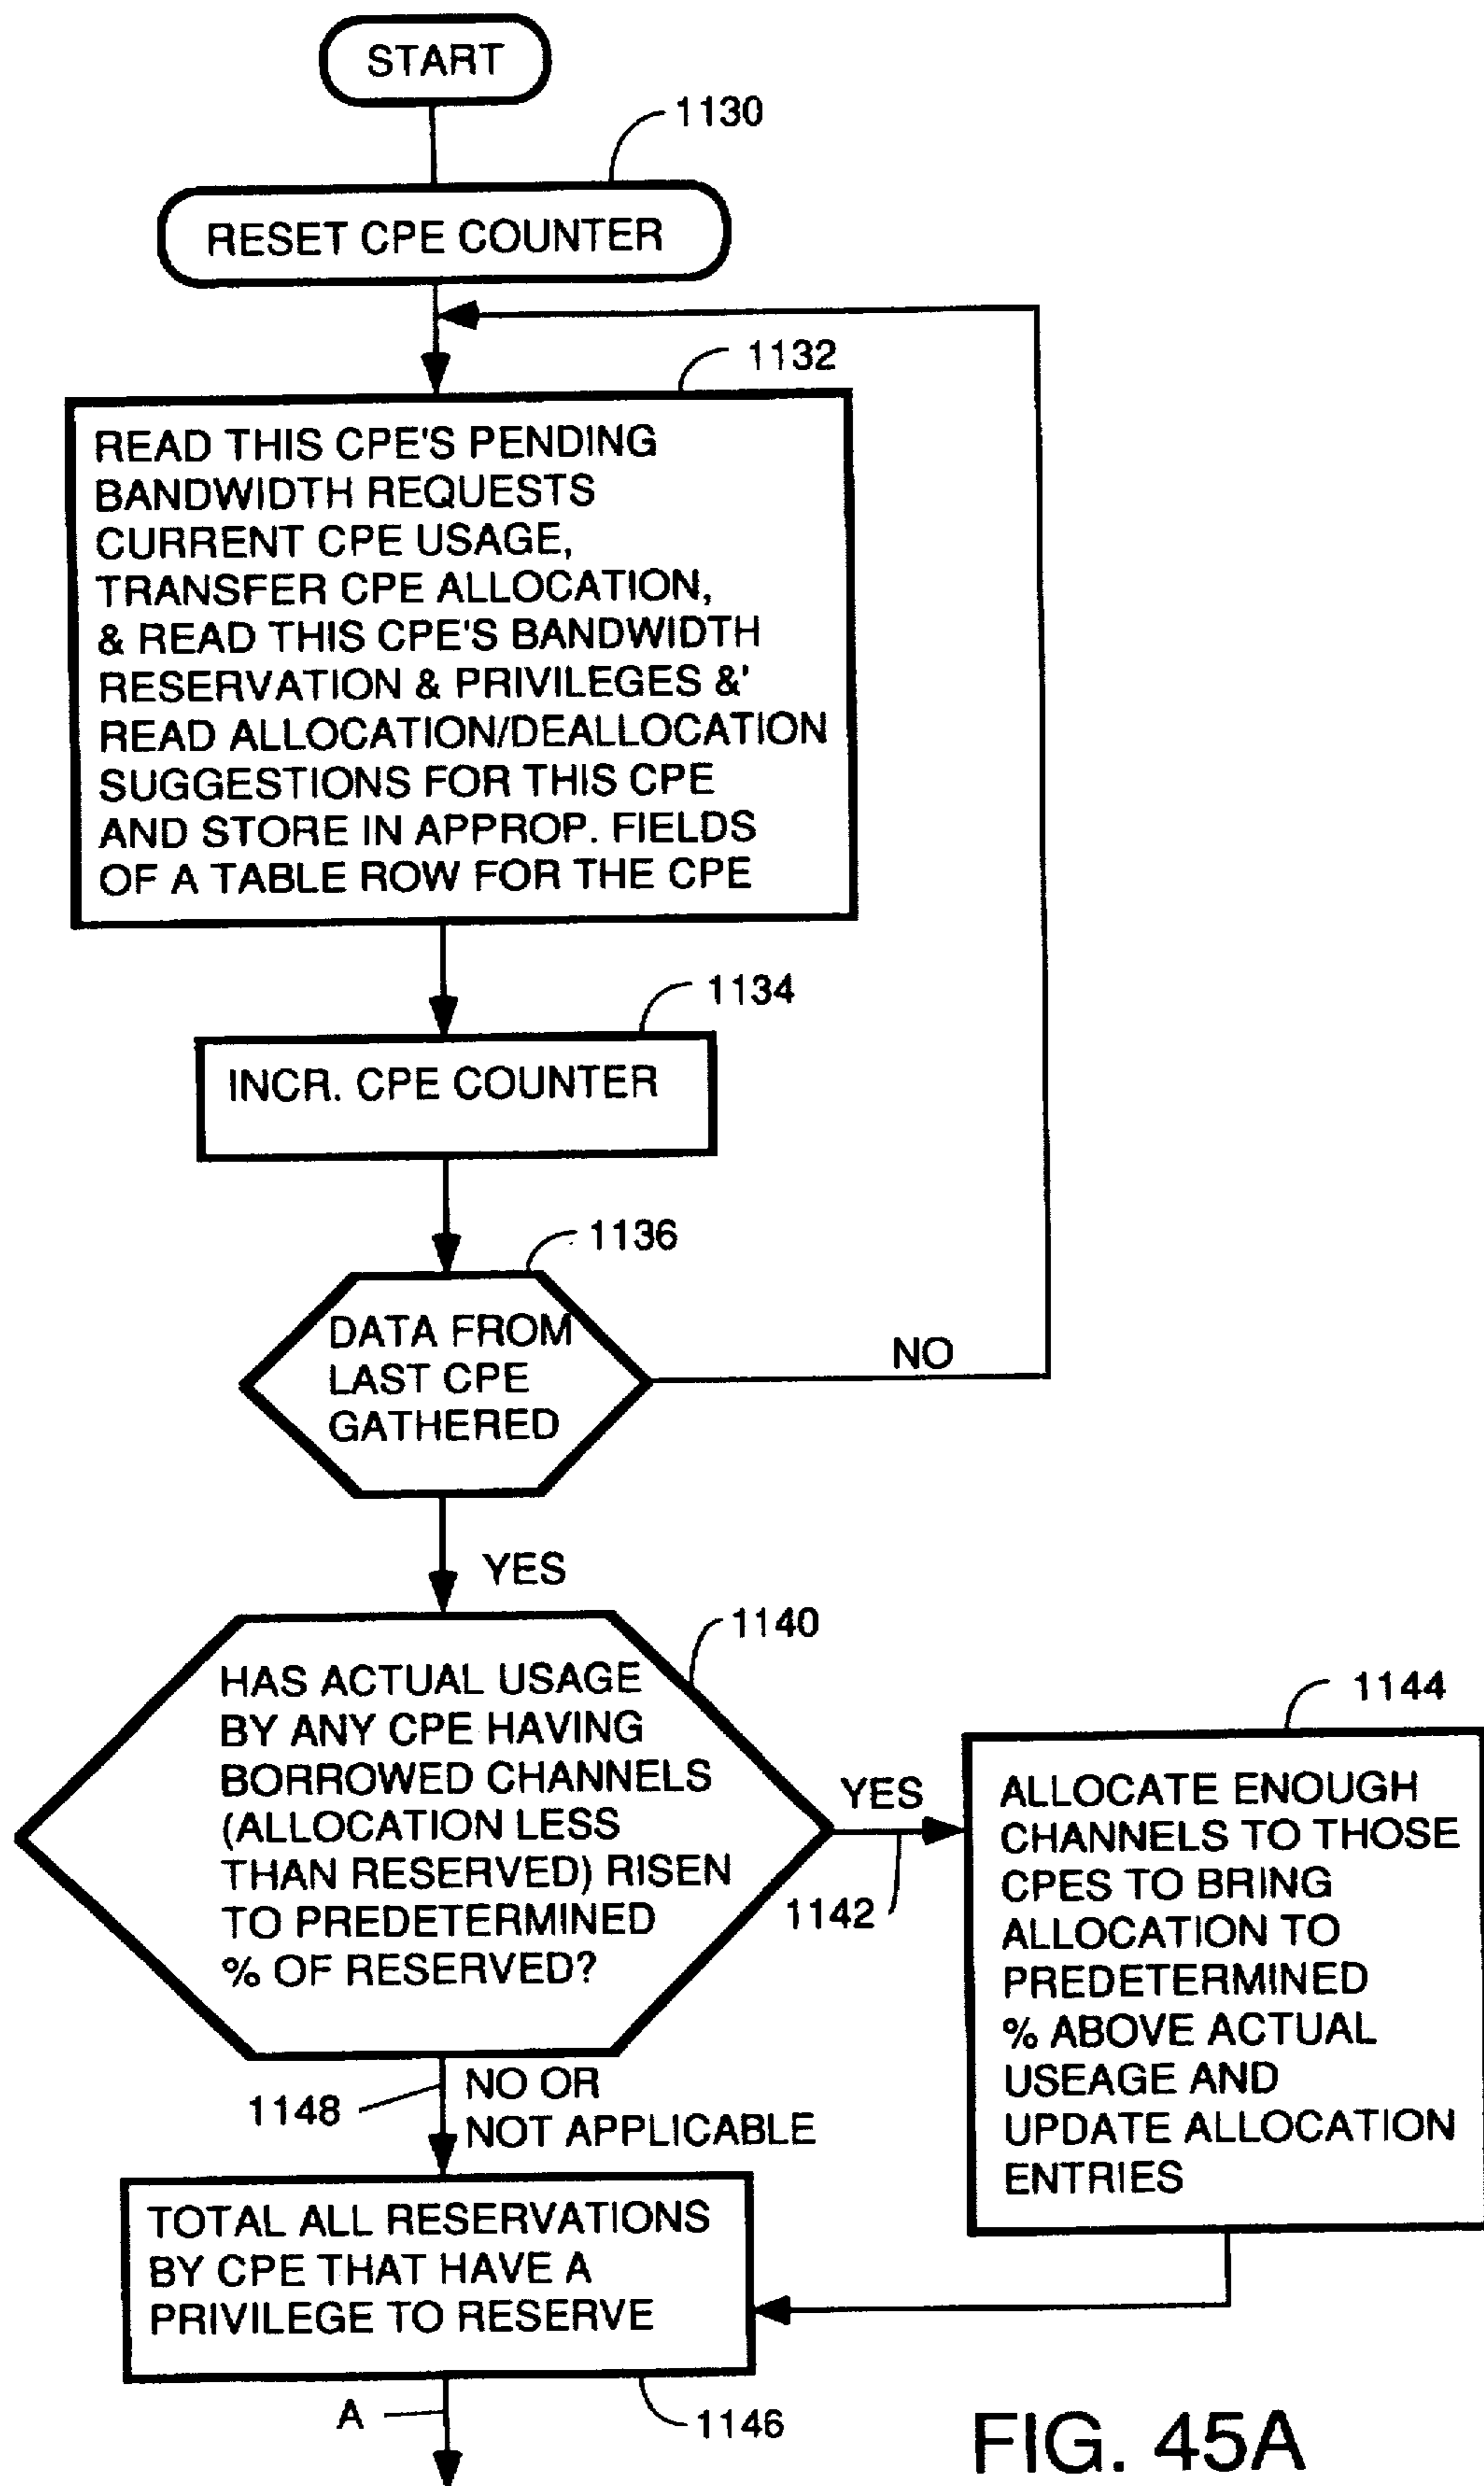 START
1130
RESET CPE COUNTER
1132
READ THIS CPE'S PENDING
BANDWIDTH REQUESTS
CURRENT CPE USAGE,
TRANSFER CPE ALLOCATION,
& READ THIS CPE'S BANDWIDTH
RESERVATION & PRIVILEGES &'
READ ALLOCATION/DEALLOCATION
SUGGESTIONS FOR THIS CPE
AND STORE IN APPROP. FIELDS
OF A TABLE ROW FOR THE CPE
1134
INCR. CPE COUNTER
1136
DATA FROM
LAST CPE
GATHERED
NO
YES
1140
HAS ACTUAL USAGE
BY ANY CPE HAVING
BORROWED CHANNELS
(ALLOCATION LESS
THAN RESERVED) RISEN
TO PREDETERMINED
% OF RESERVED?
YES
1142
1144
ALLOCATE ENOUGH
CHANNELS TO THOSE
CPES TO BRING
ALLOCATION TO
PREDETERMINED
% ABOVE ACTUAL
USEAGE AND
UPDATE ALLOCATION
ENTRIES
1148
NO OR
NOT APPLICABLE
TOTAL ALL RESERVATIONS
BY CPE THAT HAVE A
PRIVILEGE TO RESERVE
A
1146
FIG. 45A